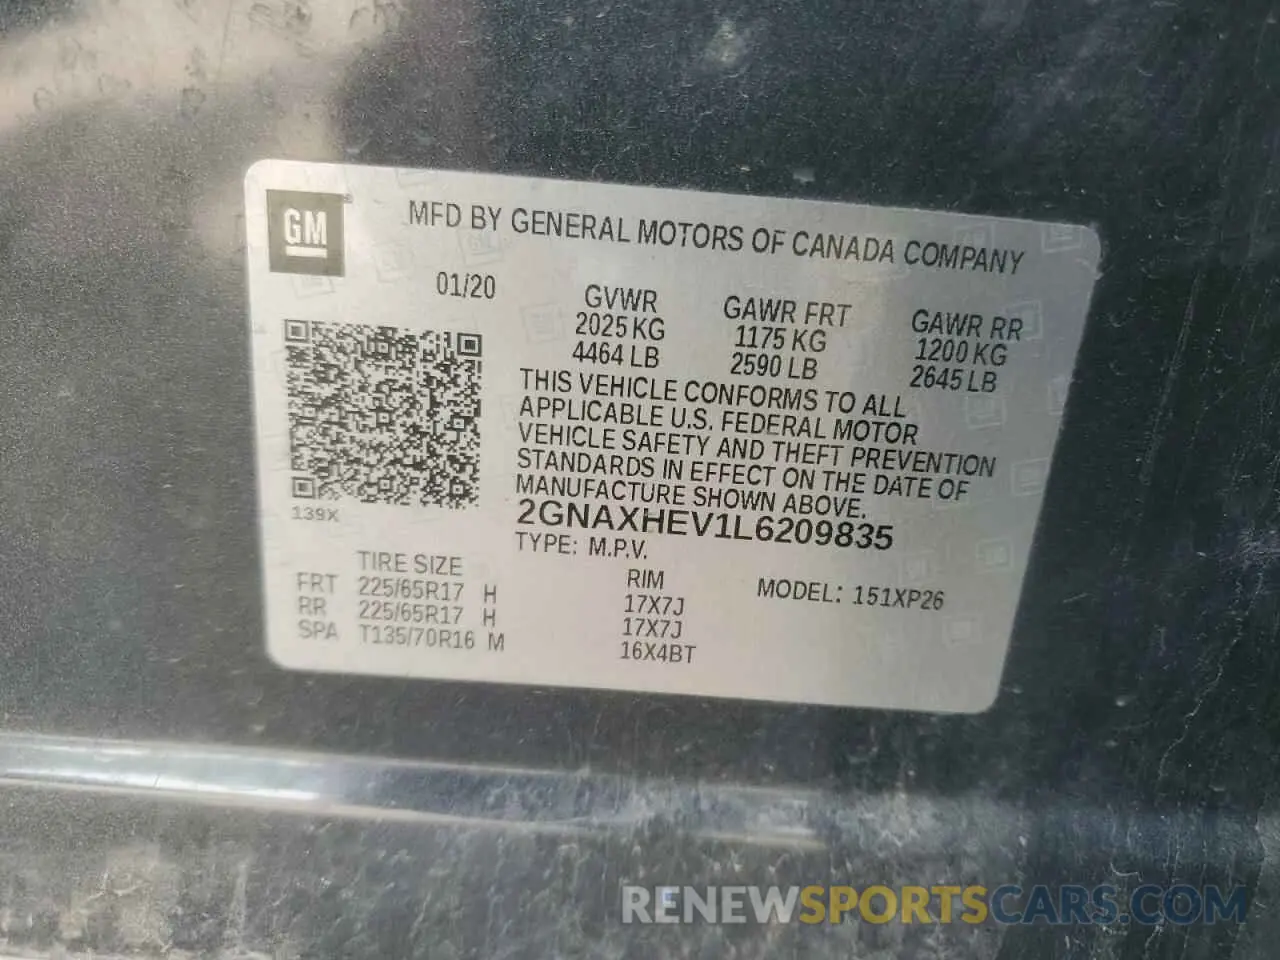 GM
MFD BY GENERAL MOTORS OF CANADA COMPANY
01/20
GVWR
2025 KG
4464 LB
GAWR FRT
1175 KG
2590 LB
GAWR RR
1200 KG
2645 LB
THIS VEHICLE CONFORMS TO ALL
APPLICABLE U.S. FEDERAL MOTOR
VEHICLE SAFETY AND THEFT PREVENTION
STANDARDS IN EFFECT ON THE DATE OF
MANUFACTURE SHOWN ABOVE.
139X
2GNAXHEV1L6209835
TYPE: M.P.V.
MODEL: 151XP26
TIRE SIZE RIM
FRT 225/65R17 H 17X7J
RR 225/65R17 H 17X7J
SPA T135/70R16 M 16X4BT
RENEWSPORTSCARS.COM